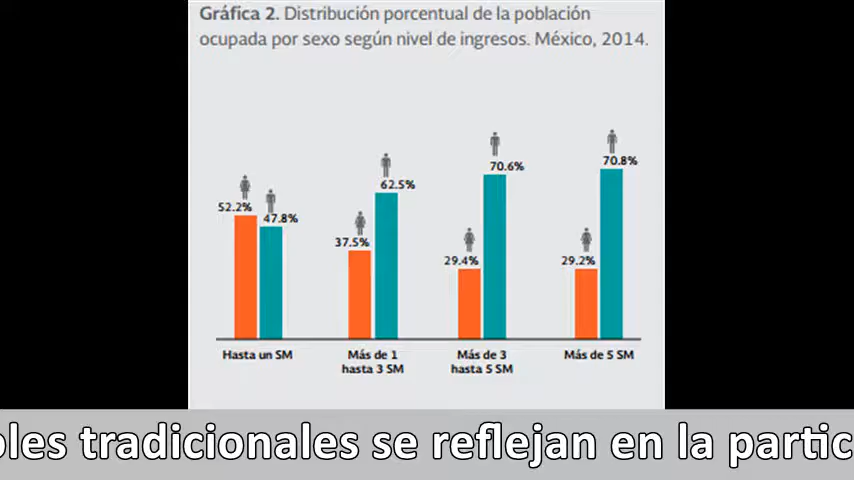 Gráfica 2. Distribución porcentual de la población
ocupada por sexo según nivel de ingresos. México, 2014.
52.2%
47.8%
37.5%
62.5%
29.4%
70.6%
29.2%
70.8%
Hasta un SM
Más de 1
hasta 3 SM
Más de 3
hasta 5 SM
Más de 5 SM
oles tradicionales se reflejan en la partic